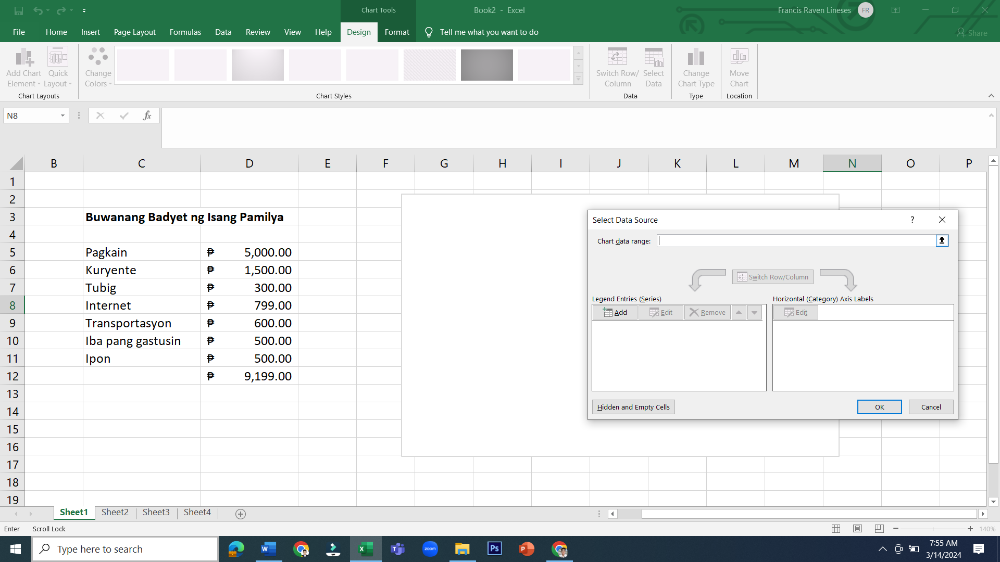 Chart Tools
Book2 - Excel
Francis Raven Lineses
FR
File
Home
Insert
Page Layout
Formulas
Data
Review
View
Help
Design
Format
Tell me what you want to do
Share
Add Chart
Element
Quick
Layout
Change
Colors
Switch Row/
Column
Select
Data
Change
Chart Type
Move
Chart
Chart Layouts
Chart Styles
Data
Type
Location
N8
fx
B C D E F G H I J K L M N O P
1
2
3 Buwanang Badyet ng Isang Pamilya
4
5 Pagkain ₱ 5,000.00
6 Kuryente ₱ 1,500.00
7 Tubig ₱ 300.00
8 Internet ₱ 799.00
9 Transportasyon ₱ 600.00
10 Iba pang gastusin ₱ 500.00
11 Ipon ₱ 500.00
12 ₱ 9,199.00
13
14
15
16
17
18
19
Select Data Source
?
Chart data range:
Switch Row/Column
Legend Entries (Series)
Horizontal (Category) Axis Labels
Add
Edit
Remove
Edit
Hidden and Empty Cells
OK
Cancel
Sheet1
Sheet2
Sheet3
Sheet4
Enter
Scroll Lock
140%
Type here to search
W
X
zoom
Ps
P
7:55 AM
3/14/2024